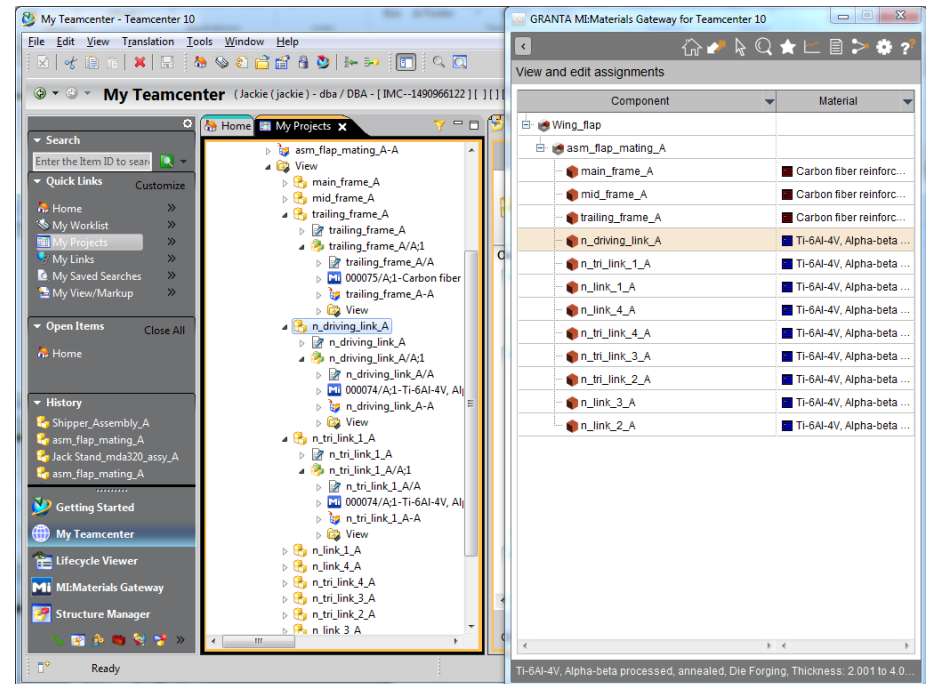 My Teamcenter - Teamcenter 10
File Edit View Translation Tools Window Help
My Teamcenter ( Jackie ( jackie ) - dba / DBA - [ IMC--1490966122 ] [ ] [ ] [
Search
Enter the Item ID to sear
Quick Links Customize
Home »
My Worklist »
My Projects »
My Links »
My Saved Searches »
My View/Markup »
Open Items Close All
Home
History
Shipper_Assembly_A
asm_flap_mating_A
Jack Stand_mda320_assy_A
asm_flap_mating_A
Getting Started
My Teamcenter
Lifecycle Viewer
Mi MI:Materials Gateway
Structure Manager
»
Ready
Home My Projects
asm_flap_mating_A-A
View
main_frame_A
mid_frame_A
trailing_frame_A
trailing_frame_A
trailing_frame_A/A;1
trailing_frame_A/A
Mi 000075/A;1-Carbon fiber
trailing_frame_A-A
View
n_driving_link_A
n_driving_link_A
n_driving_link_A/A;1
n_driving_link_A/A
Mi 000074/A;1-Ti-6Al-4V, Al
n_driving_link_A-A
View
n_tri_link_1_A
n_tri_link_1_A
n_tri_link_1_A/A;1
n_tri_link_1_A/A
Mi 000074/A;1-Ti-6Al-4V, Al
n_tri_link_1_A-A
View
n_link_1_A
n_link_4_A
n_tri_link_4_A
n_tri_link_3_A
n_tri_link_2_A
n_link_3_A
GRANTA MI:Materials Gateway for Teamcenter 10
View and edit assignments
Component Material
Wing_flap
asm_flap_mating_A
main_frame_A Carbon fiber reinforc...
mid_frame_A Carbon fiber reinforc...
trailing_frame_A Carbon fiber reinforc...
n_driving_link_A Ti-6Al-4V, Alpha-beta ...
n_tri_link_1_A Ti-6Al-4V, Alpha-beta ...
n_link_1_A Ti-6Al-4V, Alpha-beta ...
n_link_4_A Ti-6Al-4V, Alpha-beta ...
n_tri_link_4_A Ti-6Al-4V, Alpha-beta ...
n_tri_link_3_A Ti-6Al-4V, Alpha-beta ...
n_tri_link_2_A Ti-6Al-4V, Alpha-beta ...
n_link_3_A Ti-6Al-4V, Alpha-beta ...
n_link_2_A Ti-6Al-4V, Alpha-beta ...
Ti-6Al-4V, Alpha-beta processed, annealed, Die Forging, Thickness: 2.001 to 4.0...